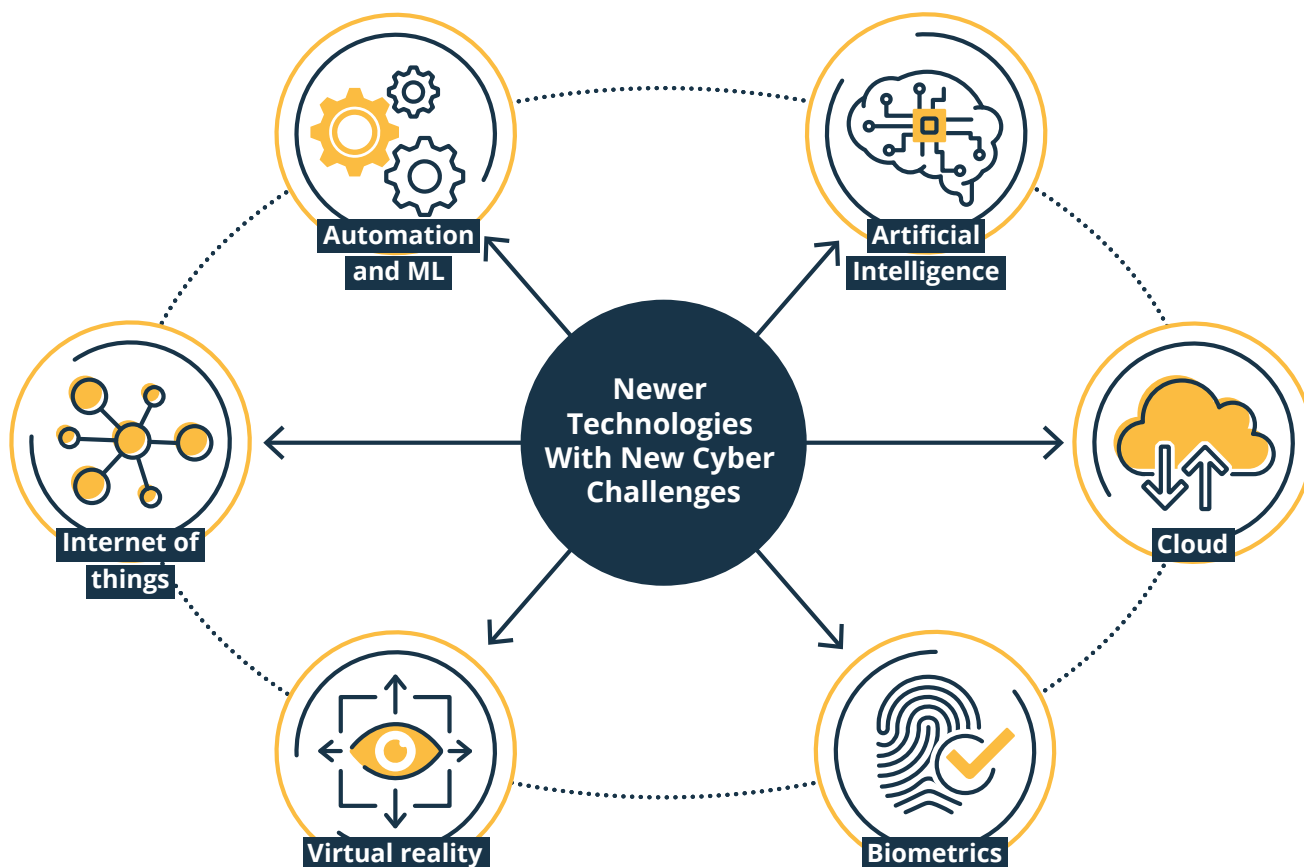 Automation
and ML
Artificial
Intelligence
Newer
Technologies
With New Cyber
Challenges
Internet of
things
Cloud
Virtual reality
Biometrics